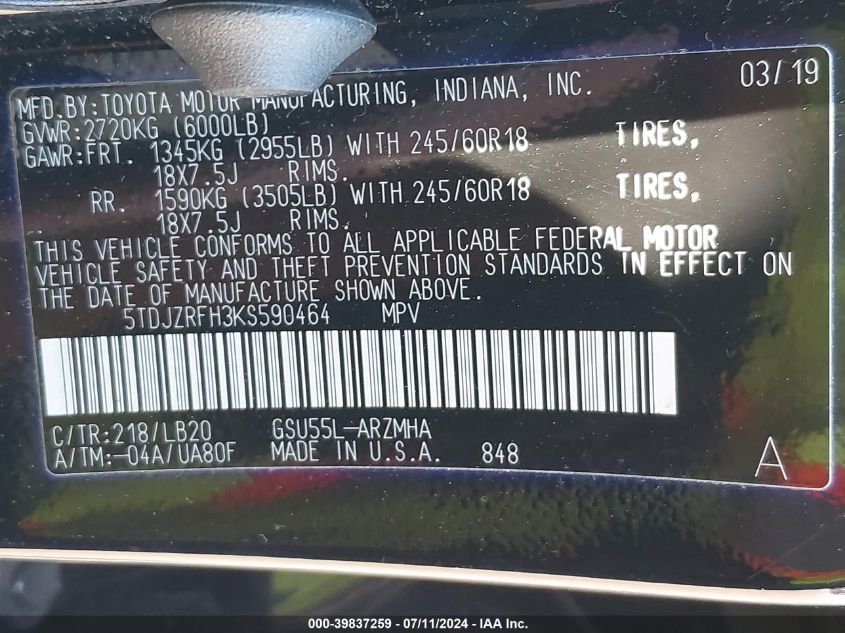 MFD.BY:TOYOTA MOTOR MANUFACTURING, INDIANA, INC. 03/19
GVWR:2720KG (6000LB)
GAWR:FRT. 1345KG (2955LB) WITH 245/60R18 TIRES,
18X7.5J RIMS.
RR. 1590KG (3505LB) WITH 245/60R18 TIRES,
18X7.5J RIMS.
THIS VEHICLE CONFORMS TO ALL APPLICABLE FEDERAL MOTOR
VEHICLE SAFETY AND THEFT PREVENTION STANDARDS IN EFFECT ON
THE DATE OF MANUFACTURE SHOWN ABOVE.
5TDJZRFH3KS590464 MPV
C/TR:218/LB20 GSU55L-ARZMHA
A/TM:-04A/UA80F MADE IN U.S.A. 848 A
000-39837259 - 07/11/2024 - IAA Inc.